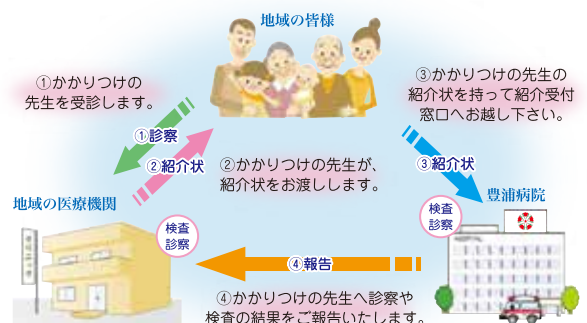 地域の皆様
①かかりつけの
先生を受診します。
③かかりつけの先生の
紹介状を持って紹介受付
窓口へお越し下さい。
①診察
②紹介状
②かかりつけの先生が、
紹介状をお渡しします。
③紹介状
地域の医療機関
豊浦病院
検査
診察
検査
診察
④報告
④かかりつけの先生へ診察や
検査の結果をご報告いたします。